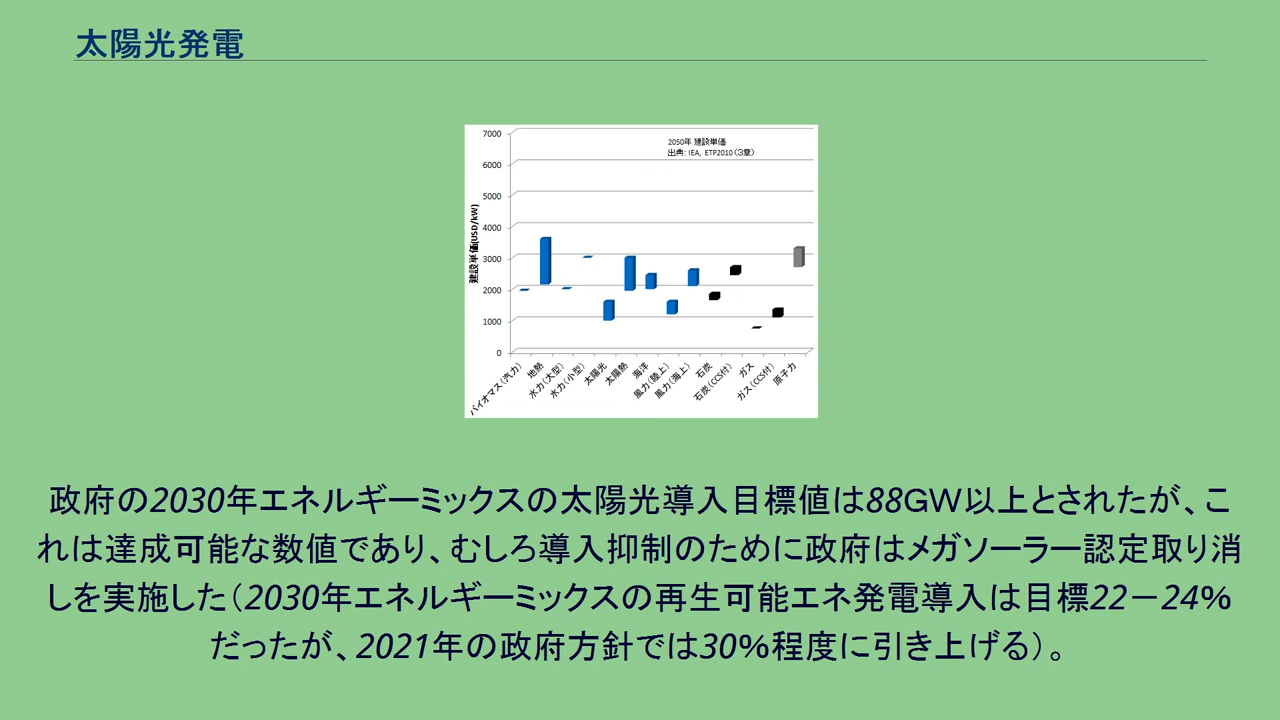 太陽光発電
2050年 建設単価
出典: IEA, ETP2010（3章）
7000
6000
5000
4000
3000
2000
1000
0
建設単価(USD/kW)
バイオマス(汽力)
地熱
水力(大型)
水力(小型)
太陽光
太陽熱
海洋
風力(陸上)
風力(海上)
石炭
石炭(CCS付)
ガス
ガス(CCS付)
原子力
政府の2030年エネルギーミックスの太陽光導入目標値は88GW以上とされたが、こ
れは達成可能な数値であり、むしろ導入抑制のために政府はメガソーラー認定取り消
しを実施した（2030年エネルギーミックスの再生可能エネ発電導入は目標22－24%
だったが、2021年の政府方針では30%程度に引き上げる）。